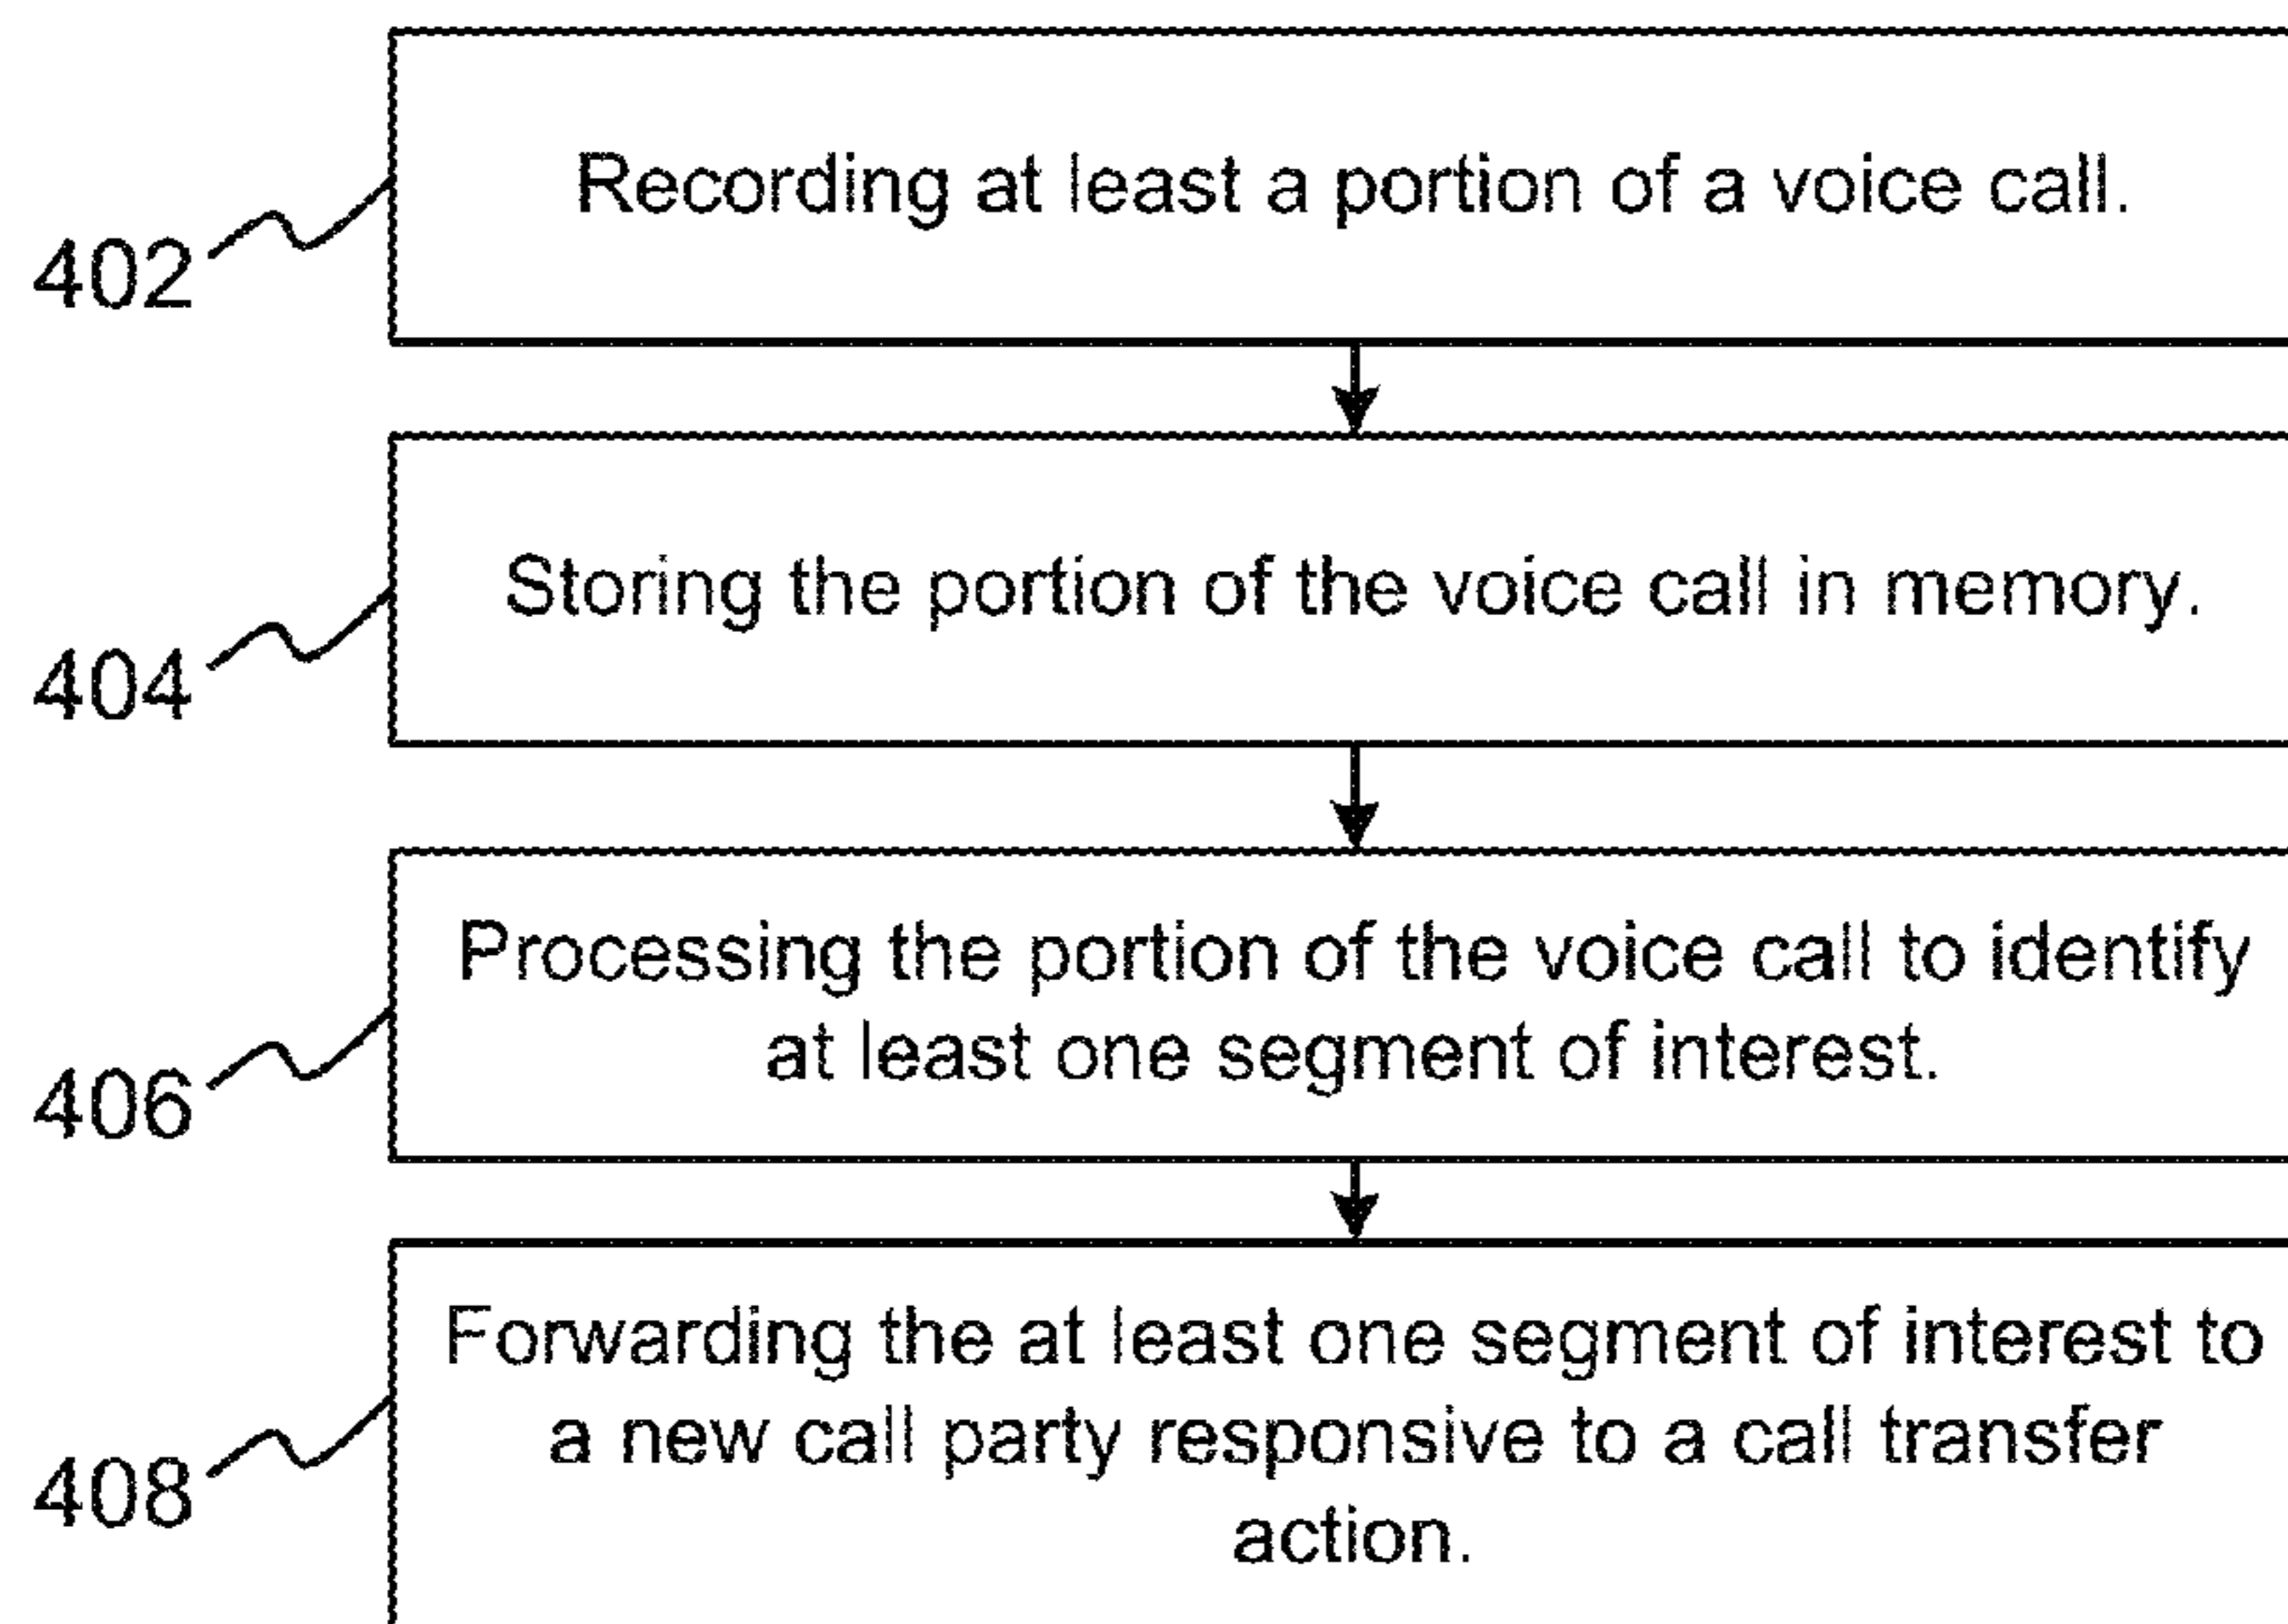 Recording at least a portion of a voice call.
402
Storing the portion of the voice call in memory.
404
Processing the portion of the voice call to identify
at least one segment of interest.
406
Forwarding the at least one segment of interest to
a new call party responsive to a call transfer
action.
408